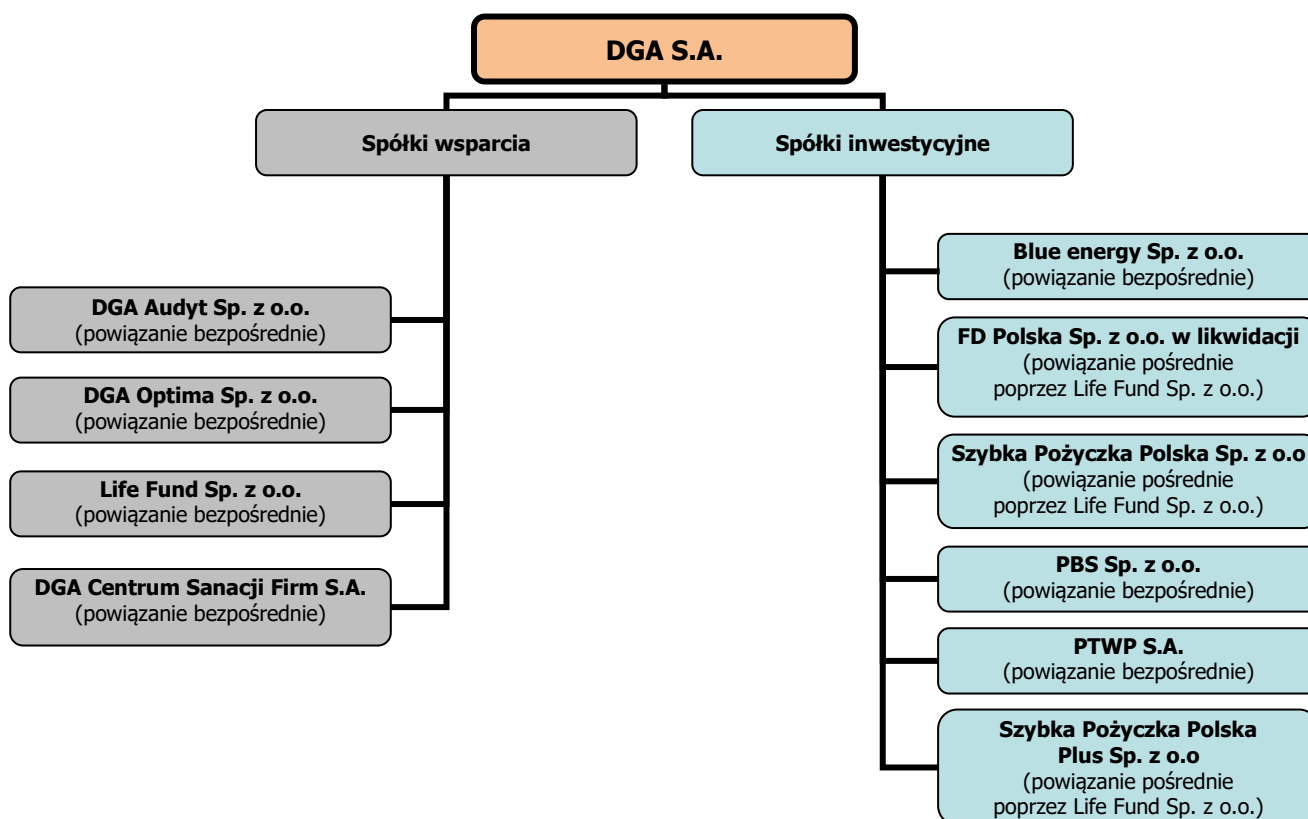 DGA S.A.
Spółki wsparcia
Spółki inwestycyjne
DGA Audyt Sp. z o.o.
(powiązanie bezpośrednie)
DGA Optima Sp. z o.o.
(powiązanie bezpośrednie)
Life Fund Sp. z o.o.
(powiązanie bezpośrednie)
DGA Centrum Sanacji Firm S.A.
(powiązanie bezpośrednie)
Blue energy Sp. z o.o.
(powiązanie bezpośrednie)
FD Polska Sp. z o.o. w likwidacji
(powiązanie pośrednie
poprzez Life Fund Sp. z o.o.)
Szybka Pożyczka Polska Sp. z o.o
(powiązanie pośrednie
poprzez Life Fund Sp. z o.o.)
PBS Sp. z o.o.
(powiązanie bezpośrednie)
PTWP S.A.
(powiązanie bezpośrednie)
Szybka Pożyczka Polska
Plus Sp. z o.o
(powiązanie pośrednie
poprzez Life Fund Sp. z o.o.)